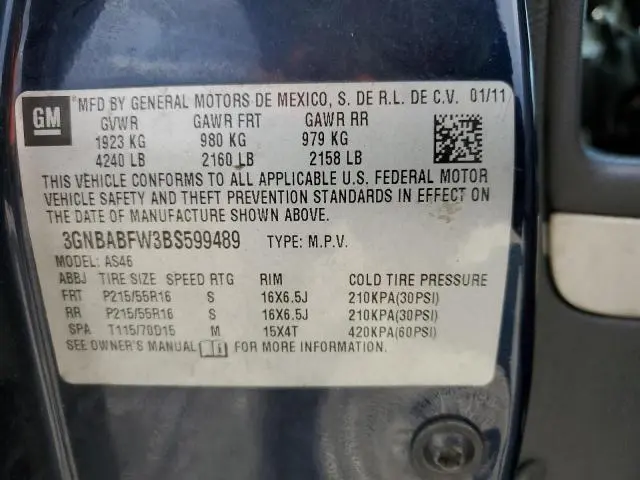 GM
MFD BY GENERAL MOTORS DE MEXICO, S. DE R.L. DE C.V. 01/11
GVWR GAWR FRT GAWR RR
1923 KG 980 KG 979 KG
4240 LB 2160 LB 2158 LB
THIS VEHICLE CONFORMS TO ALL APPLICABLE U.S. FEDERAL MOTOR
VEHICLE SAFETY AND THEFT PREVENTION STANDARDS IN EFFECT ON
THE DATE OF MANUFACTURE SHOWN ABOVE.
3GNBABFW3BS599489 TYPE: M.P.V.
MODEL: AS46
ABBJ TIRE SIZE SPEED RTG RIM COLD TIRE PRESSURE
FRT P215/55R16 S 16X6.5J 210KPA(30PSI)
RR P215/55R16 S 16X6.5J 210KPA(30PSI)
SPA T115/70D15 M 15X4T 420KPA(60PSI)
SEE OWNER'S MANUAL FOR MORE INFORMATION.